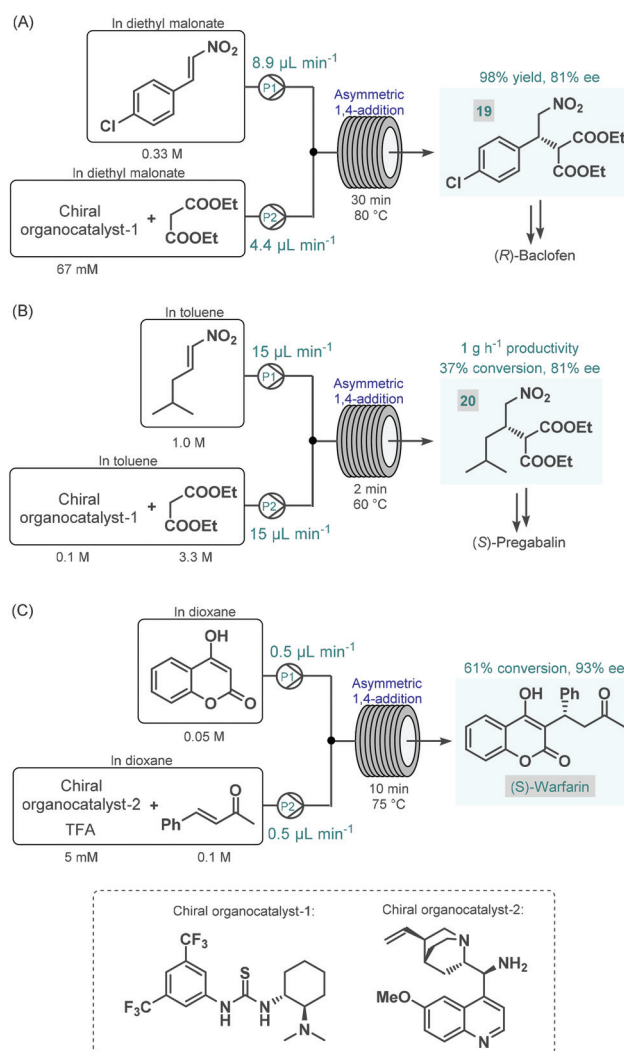 (A)
In diethyl malonate
NO2
Cl
0.33 M
8.9 µL min-1
P1
In diethyl malonate
Chiral
organocatalyst-1
+
COOEt
COOEt
67 mM
P2
4.4 µL min-1
Asymmetric
1,4-addition
30 min
80 °C
98% yield, 81% ee
19
NO2
COOEt
COOEt
Cl
(R)-Baclofen
(B)
In toluene
NO2
1.0 M
15 µL min-1
P1
In toluene
Chiral
organocatalyst-1
+
COOEt
COOEt
0.1 M
3.3 M
P2
15 µL min-1
Asymmetric
1,4-addition
2 min
60 °C
1 g h-1 productivity
37% conversion, 81% ee
20
NO2
COOEt
COOEt
(S)-Pregabalin
(C)
In dioxane
OH
O
O
0.05 M
0.5 µL min-1
P1
In dioxane
Chiral
organocatalyst-2
TFA
+
O
Ph
5 mM
0.1 M
P2
0.5 µL min-1
Asymmetric
1,4-addition
10 min
75 °C
61% conversion, 93% ee
OH
Ph
O
O
O
(S)-Warfarin
Chiral organocatalyst-1:
CF3
F3C
S
N
H
N
H
N
Chiral organocatalyst-2:
N
NH2
MeO
N